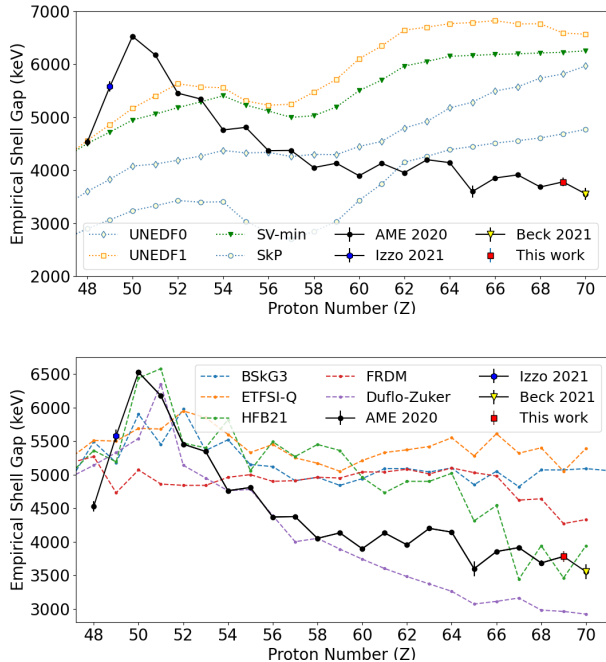 7000
6000
5000
4000
3000
2000
Empirical Shell Gap (keV)
UNEDF0
UNEDF1
SV-min
SkP
AME 2020
Izzo 2021
Beck 2021
This work
48 50 52 54 56 58 60 62 64 66 68 70
Proton Number (Z)
6500
6000
5500
5000
4500
4000
3500
3000
Empirical Shell Gap (keV)
BSkG3
ETFSI-Q
HFB21
FRDM
Duflo-Zuker
AME 2020
Izzo 2021
Beck 2021
This work
48 50 52 54 56 58 60 62 64 66 68 70
Proton Number (Z)